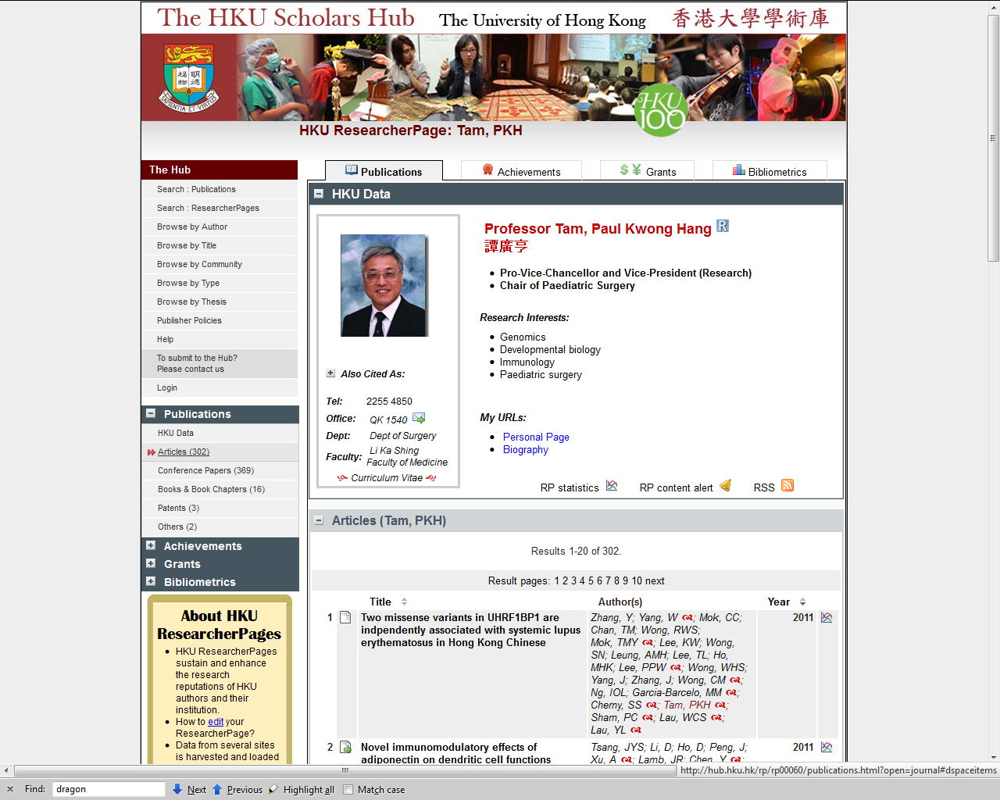 The HKU Scholars Hub The University of Hong Kong 香港大學學術庫
明德格物
SAPIENTIA·ET·VIRTVS
HKU
100
HKU ResearcherPage: Tam, PKH
The Hub
Search : Publications
Search : ResearcherPages
Browse by Author
Browse by Title
Browse by Community
Browse by Type
Browse by Thesis
Publisher Policies
Help
To submit to the Hub?
Please contact us
Login
Publications
HKU Data
Articles (302)
Conference Papers (369)
Books & Book Chapters (16)
Patents (3)
Others (2)
Achievements
Grants
Bibliometrics
About HKU
ResearcherPages
HKU ResearcherPages
sustain and enhance
the research
reputations of HKU
authors and their
institution.
How to edit your
ResearcherPage?
Data from several sites
is harvested and loaded
Publications Achievements $ ¥ Grants Bibliometrics
HKU Data
Also Cited As:
Tel: 2255 4850
Office: QK 1540
Dept: Dept of Surgery
Faculty: Li Ka Shing
Faculty of Medicine
Curriculum Vitae
Professor Tam, Paul Kwong Hang R
譚廣亨
Pro-Vice-Chancellor and Vice-President (Research)
Chair of Paediatric Surgery
Research Interests:
Genomics
Developmental biology
Immunology
Paediatric surgery
My URLs:
Personal Page
Biography
RP statistics RP content alert RSS
Articles (Tam, PKH)
Results 1-20 of 302.
Result pages: 1 2 3 4 5 6 7 8 9 10 next
Title Author(s) Year
1 Two missense variants in UHRF1BP1 are
indpendently associated with systemic lupus
erythematosus in Hong Kong Chinese
Zhang, Y; Yang, W ; Mok, CC;
Chan, TM; Wong, RWS;
Mok, TMY ; Lee, KW; Wong,
SN; Leung, AMH; Lee, TL; Ho,
MHK; Lee, PPW ; Wong, WHS;
Yang, J; Zhang, J; Wong, CM ;
Ng, IOL; Garcia-Barcelo, MM ;
Cherny, SS ; Tam, PKH ;
Sham, PC ; Lau, WCS ;
Lau, YL
2011
2 Novel immunomodulatory effects of
adiponectin on dendritic cell functions
Tsang, JYS; Li, D; Ho, D; Peng, J;
Xu, A ; Lamb, JR; Chen, Y ;
2011
http://hub.hku.hk/rp/rp00060/publications.html?open=journal#dspaceitems
Find: dragon Next Previous Highlight all Match case